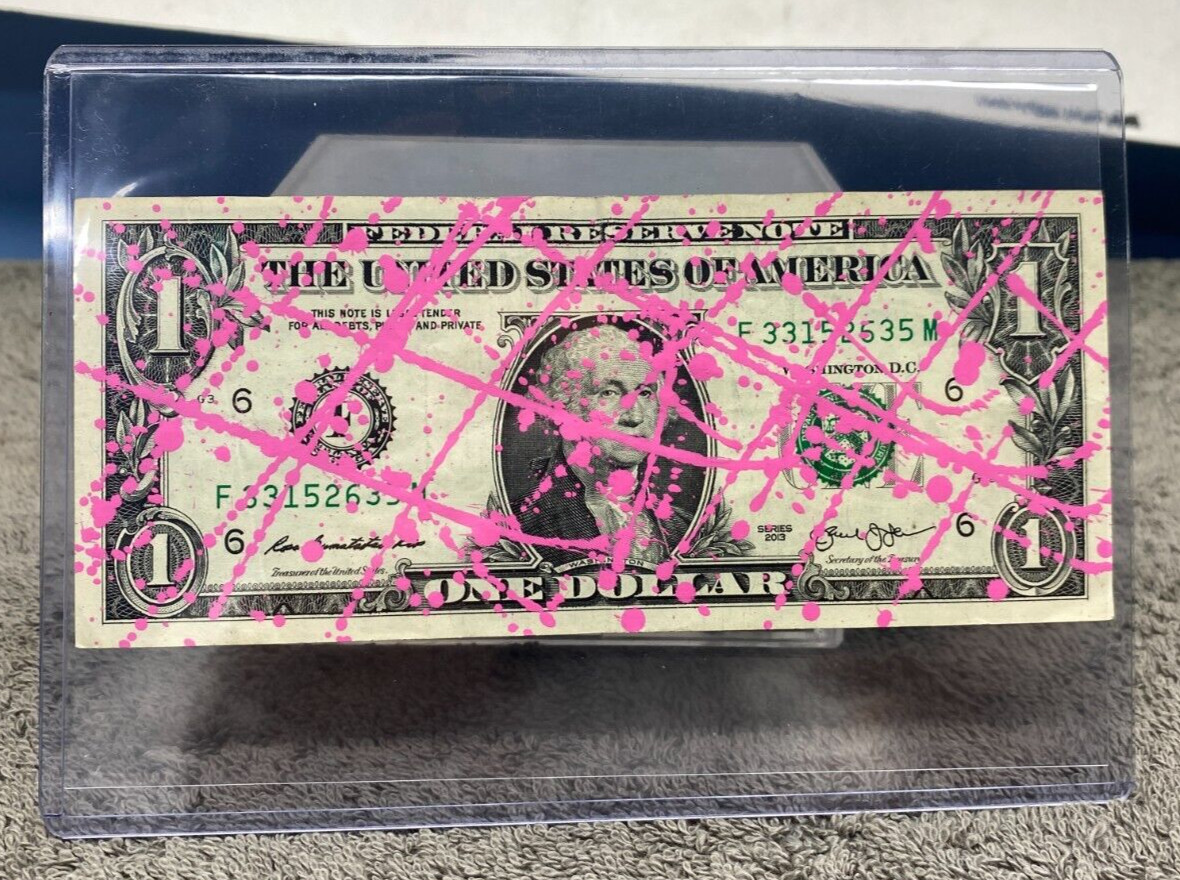 FEDERAL RESERVE NOTE
THE UNITED STATES OF AMERICA
1
1
THIS NOTE IS LEGAL TENDER
FOR ALL DEBTS, PUBLIC AND PRIVATE
F 33152635 M
WASHINGTON, D.C.
6
6
F 33152635 M
6
6
SERIES
2013
Treasurer of the United States.
Secretary of the Treasury.
WASHINGTON
1
ONE DOLLAR
1